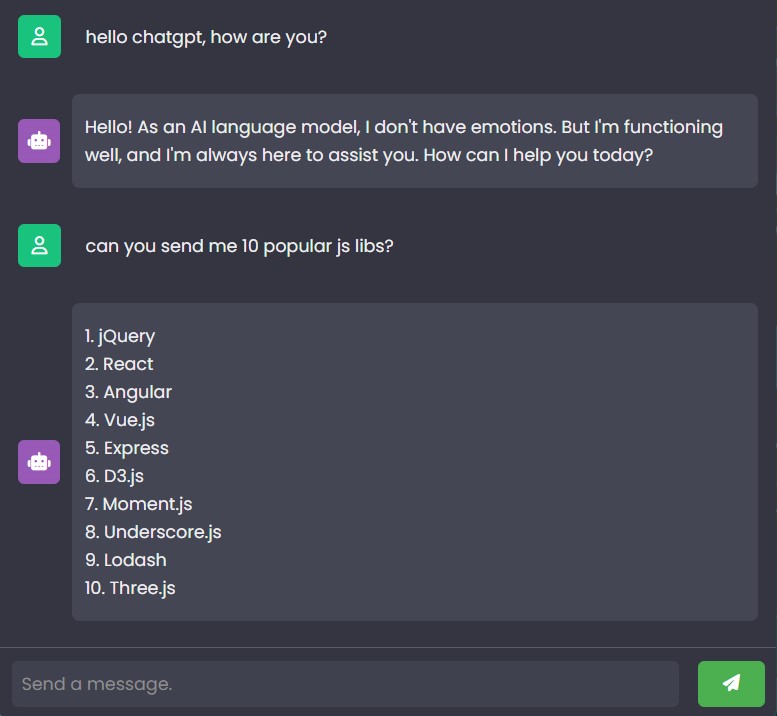 hello chatgpt, how are you?
Hello! As an AI language model, I don't have emotions. But I'm functioning
well, and I'm always here to assist you. How can I help you today?
can you send me 10 popular js libs?
1. jQuery
2. React
3. Angular
4. Vue.js
5. Express
6. D3.js
7. Moment.js
8. Underscore.js
9. Lodash
10. Three.js
Send a message.